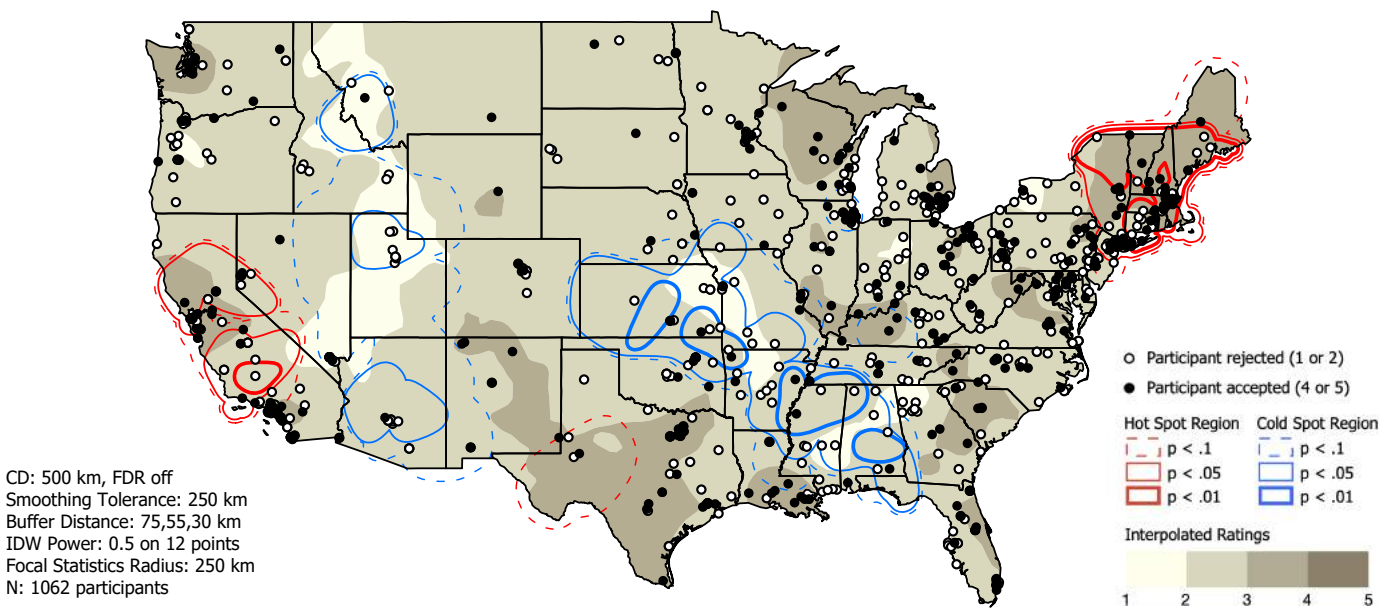 CD: 500 km, FDR off
Smoothing Tolerance: 250 km
Buffer Distance: 75,55,30 km
IDW Power: 0.5 on 12 points
Focal Statistics Radius: 250 km
N: 1062 participants
Participant rejected (1 or 2)
Participant accepted (4 or 5)
Hot Spot Region Cold Spot Region
p < .1 p < .1
p < .05 p < .05
p < .01 p < .01
Interpolated Ratings
1 2 3 4 5